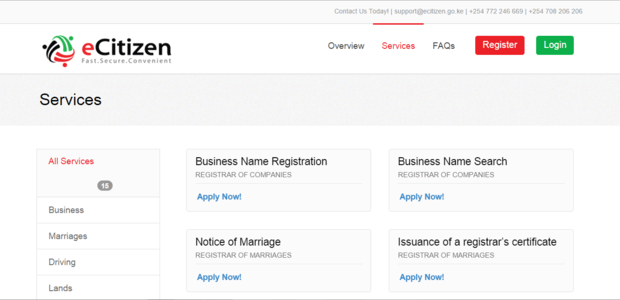 Contact Us Today! | support@ecitizen.go.ke | +254 772 246 669 | +254 708 206 206
eCitizen
Fast.Secure.Convenient
Overview Services FAQs Register Login
Services
All Services
15
Business
Marriages
Driving
Lands
Business Name Registration
REGISTRAR OF COMPANIES
Apply Now!
Business Name Search
REGISTRAR OF COMPANIES
Apply Now!
Notice of Marriage
REGISTRAR OF MARRIAGES
Apply Now!
Issuance of a registrar's certificate
REGISTRAR OF MARRIAGES
Apply Now!